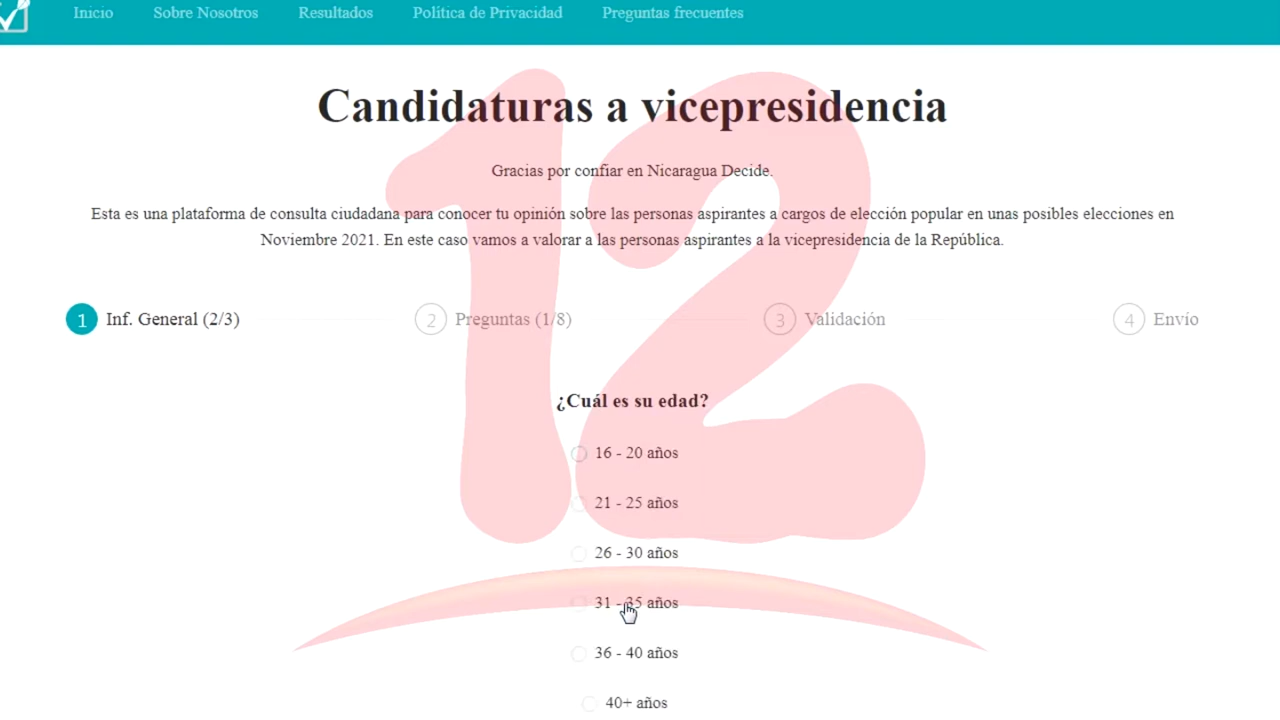 Inicio Sobre Nosotros Resultados Política de Privacidad Preguntas frecuentes
12
Candidaturas a vicepresidencia
Gracias por confiar en Nicaragua Decide.
Esta es una plataforma de consulta ciudadana para conocer tu opinión sobre las personas aspirantes a cargos de elección popular en unas posibles elecciones en
Noviembre 2021. En este caso vamos a valorar a las personas aspirantes a la vicepresidencia de la República.
1 Inf. General (2/3) 2 Preguntas (1/8) 3 Validación 4 Envío
¿Cuál es su edad?
16 - 20 años
21 - 25 años
26 - 30 años
31 - 35 años
36 - 40 años
40+ años